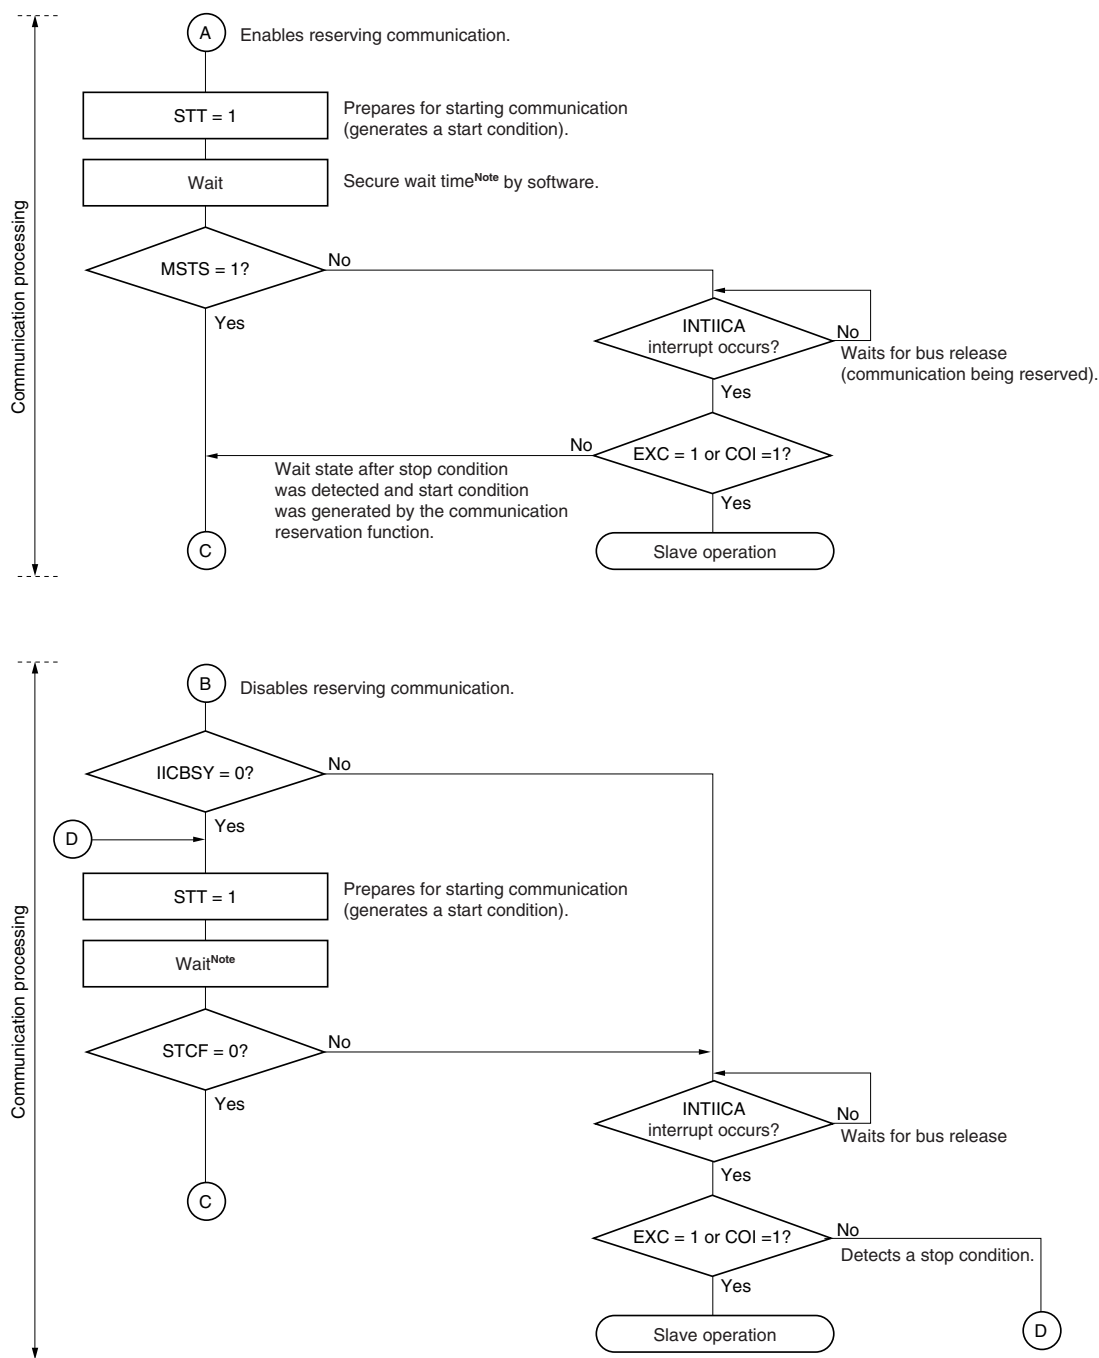 A
Enables reserving communication.
STT = 1
Prepares for starting communication
(generates a start condition).
Wait
Secure wait timeNote by software.
MSTS = 1?
No
Yes
INTIICA
interrupt occurs?
No
Waits for bus release
(communication being reserved).
Yes
EXC = 1 or COI =1?
No
Wait state after stop condition
was detected and start condition
was generated by the communication
reservation function.
Yes
C
Slave operation
Communication processing
B
Disables reserving communication.
IICBSY = 0?
No
Yes
D
STT = 1
Prepares for starting communication
(generates a start condition).
WaitNote
STCF = 0?
No
Yes
INTIICA
interrupt occurs?
No
Waits for bus release
Yes
C
EXC = 1 or COI =1?
No
Detects a stop condition.
Yes
Slave operation
D
Communication processing